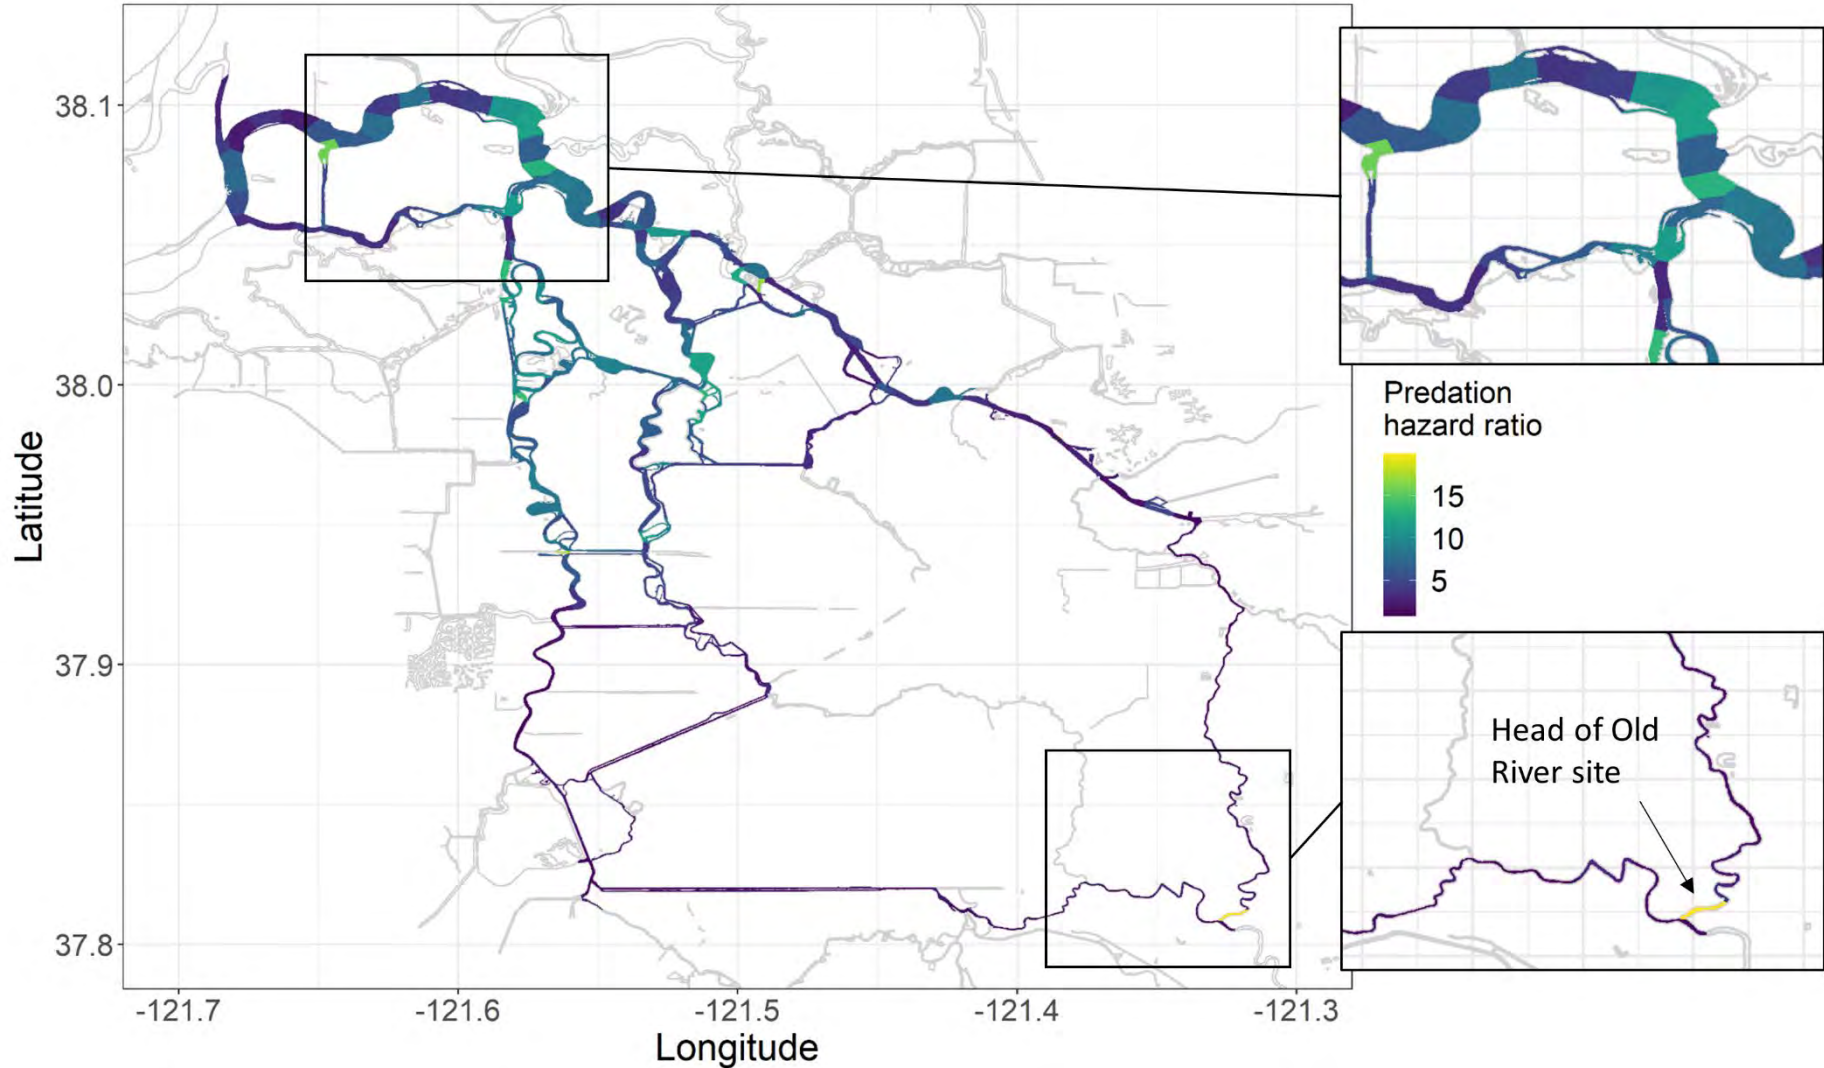 38.1
38.0
37.9
37.8
Latitude
-121.7
-121.6
-121.5
-121.4
-121.3
Longitude
Predation
hazard ratio
15
10
5
Head of Old
River site